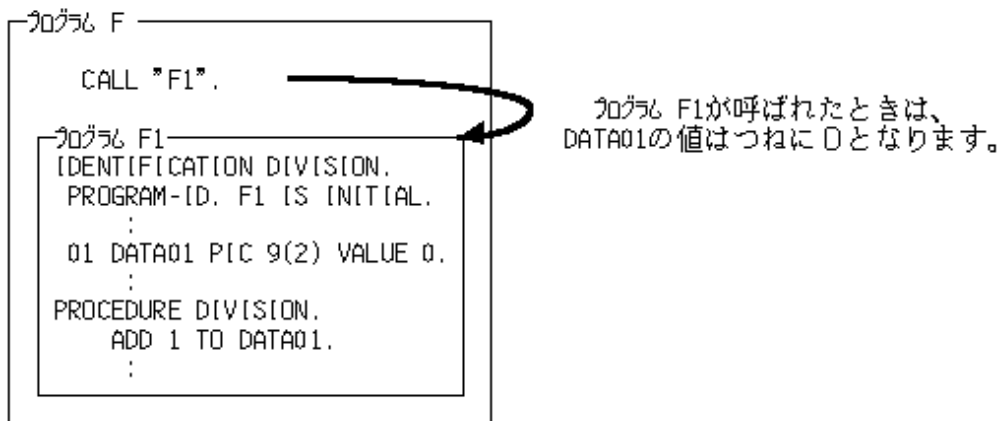 プログラム F
CALL "F1".
プログラム F1
IDENTIFICATION DIVISION.
PROGRAM-ID. F1 IS INITIAL.
:
01 DATA01 PIC 9(2) VALUE 0.
:
PROCEDURE DIVISION.
ADD 1 TO DATA01.
:
プログラム F1が呼ばれたときは、
DATA01の値はつねに0となります。